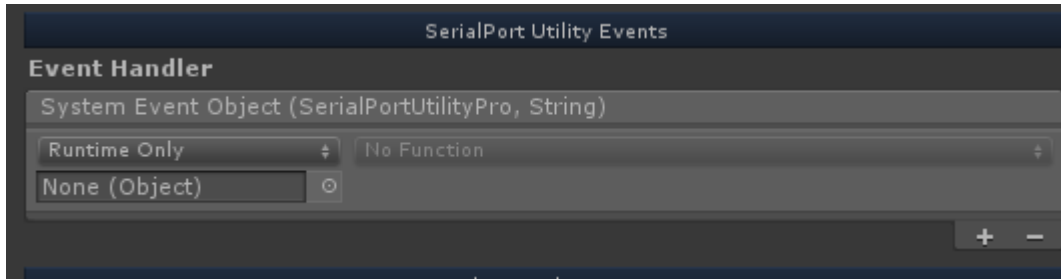 SerialPort Utility Events
Event Handler
System Event Object (SerialPortUtilityPro, String)
Runtime Only No Function
None (Object)
+ −